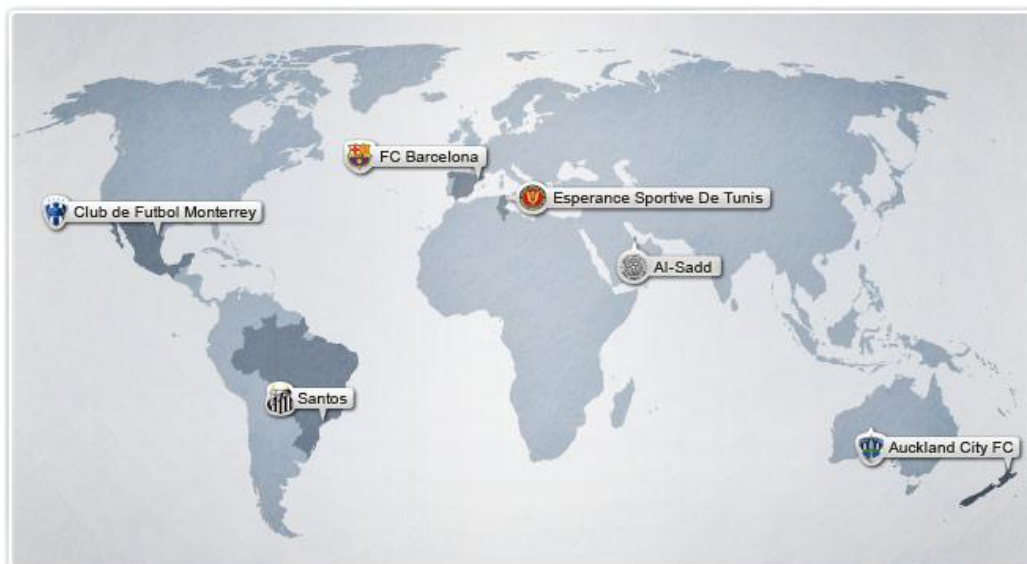 FC Barcelona
Esperance Sportive De Tunis
Club de Futbol Monterrey
Al-Sadd
Santos
Auckland City FC